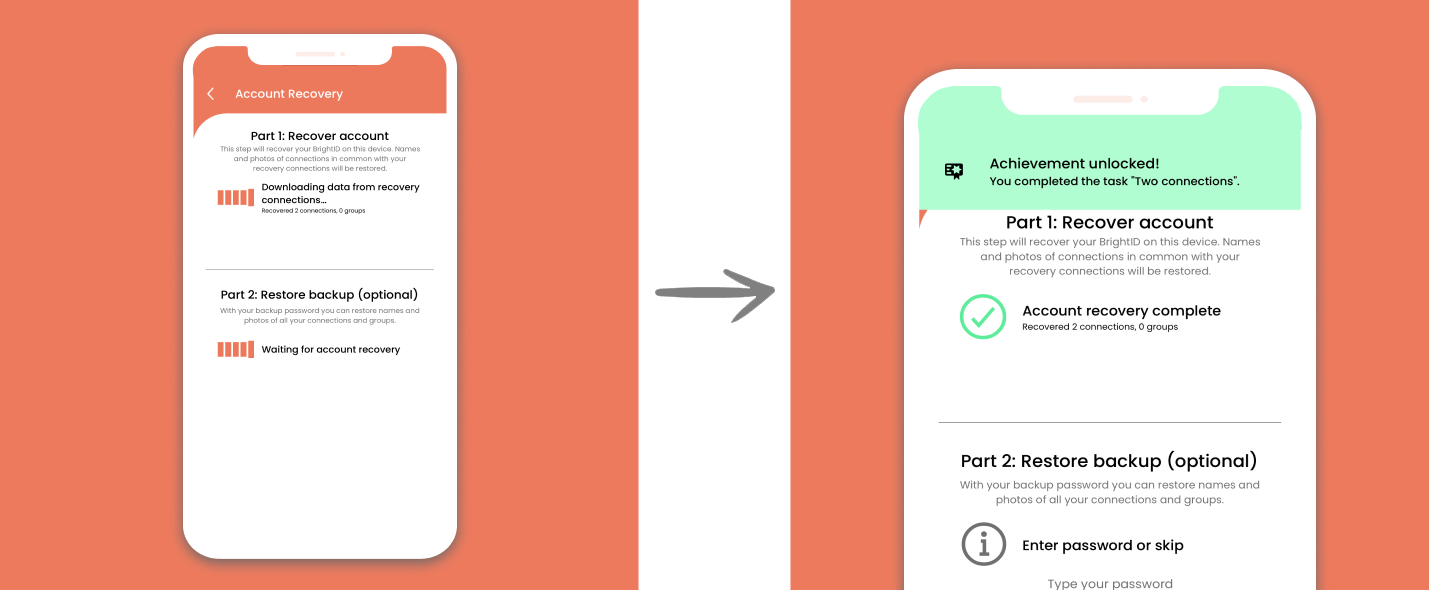 Account Recovery
Part 1: Recover account
This step will recover your BrightID on this device. Names
and photos of connections in common with your
recovery connections will be restored.
Downloading data from recovery
connections...
Recovered 2 connections, 0 groups
Part 2: Restore backup (optional)
With your backup password you can restore names and
photos of all your connections and groups.
Waiting for account recovery
Achievement unlocked!
You completed the task "Two connections".
Part 1: Recover account
This step will recover your BrightID on this device. Names
and photos of connections in common with your
recovery connections will be restored.
Account recovery complete
Recovered 2 connections, 0 groups
Part 2: Restore backup (optional)
With your backup password you can restore names and
photos of all your connections and groups.
Enter password or skip
Type your password